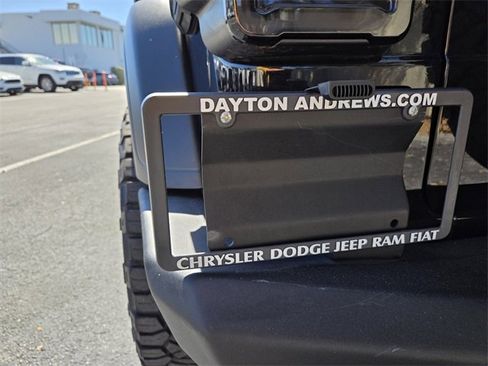 DAYTON ANDREWS.COM
CHRYSLER DODGE JEEP RAM FIAT